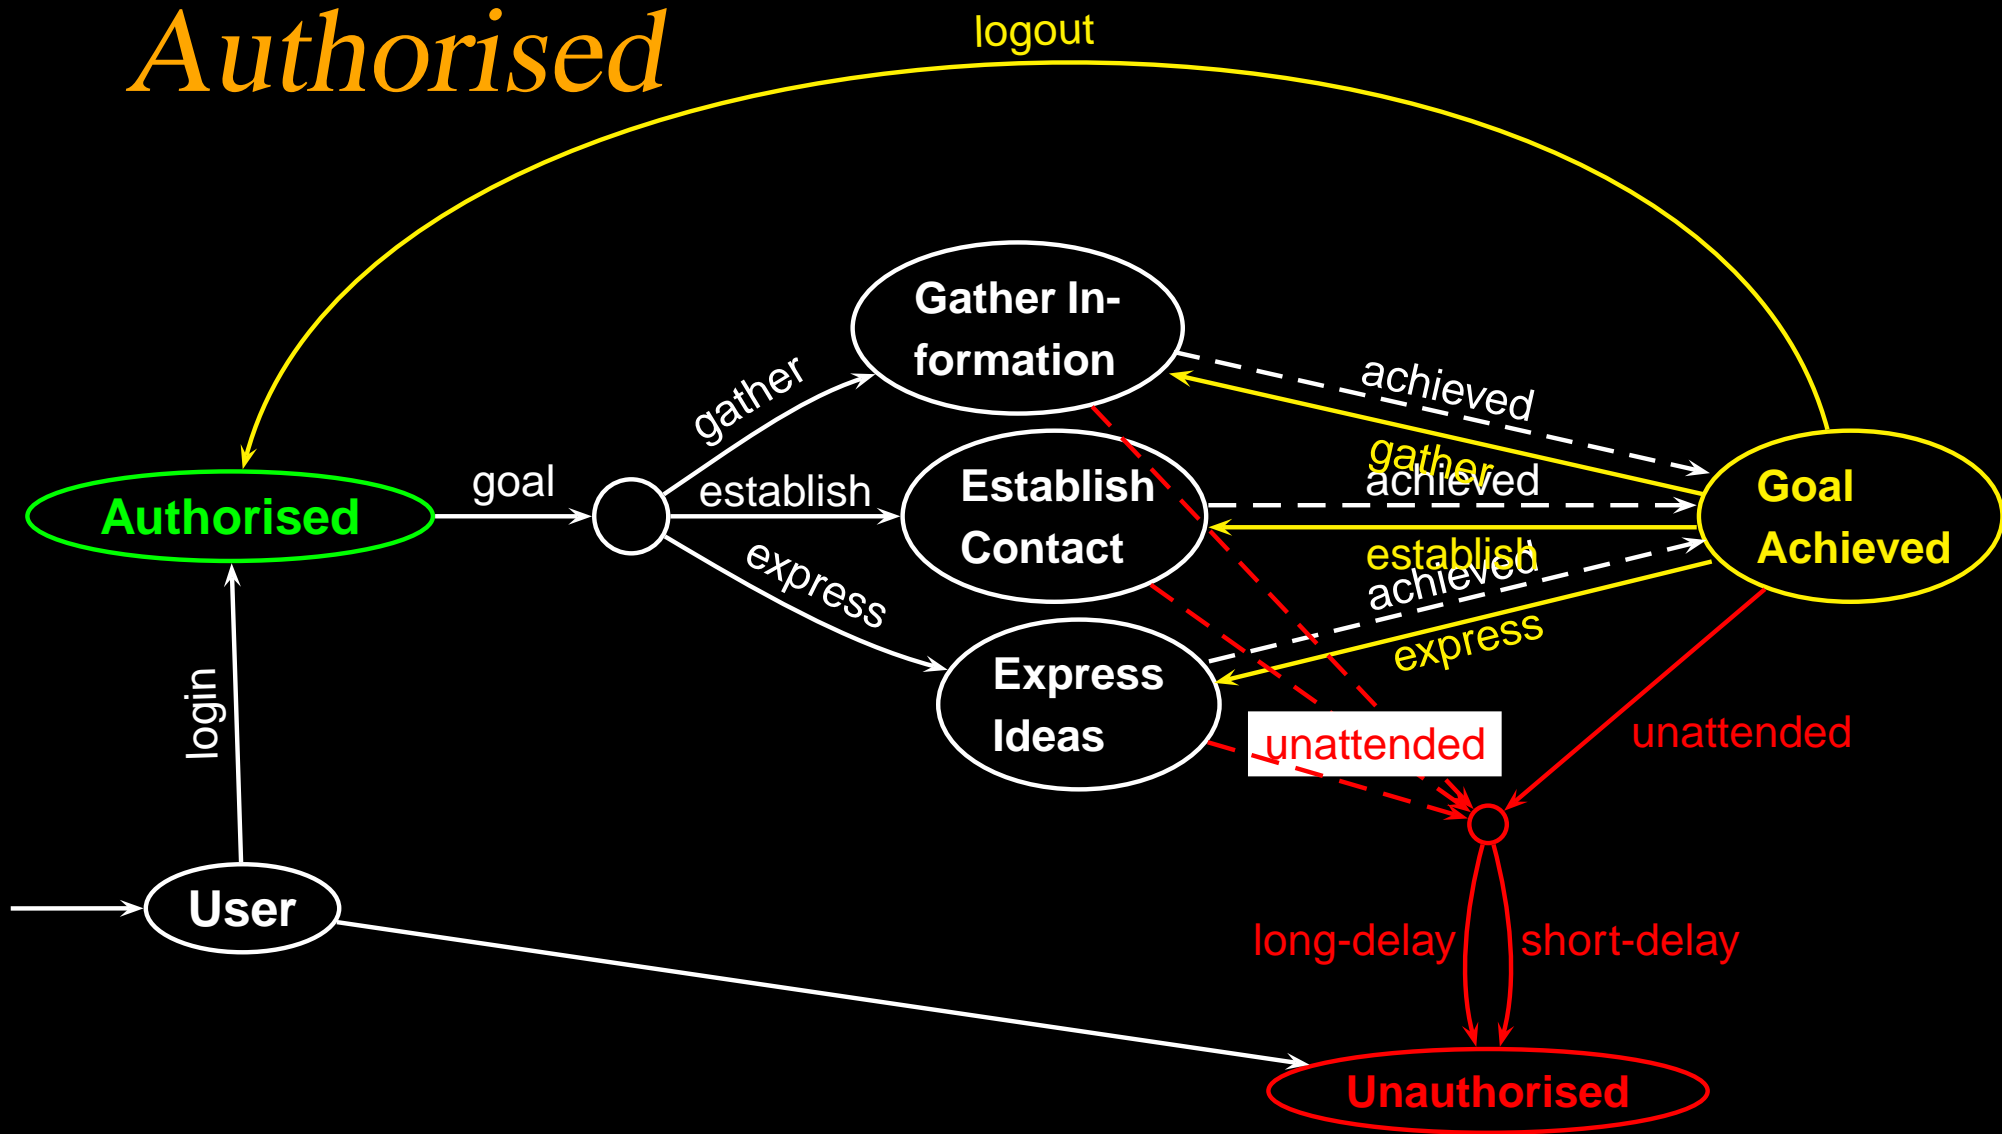 Authorised
logout
Gather In-
formation
gather
achieved
gather
goal
establish
Establish
Contact
achieved
establish
Goal
Achieved
Authorised
express
achieved
express
Express
Ideas
login
unattended
unattended
User
long-delay
short-delay
Unauthorised